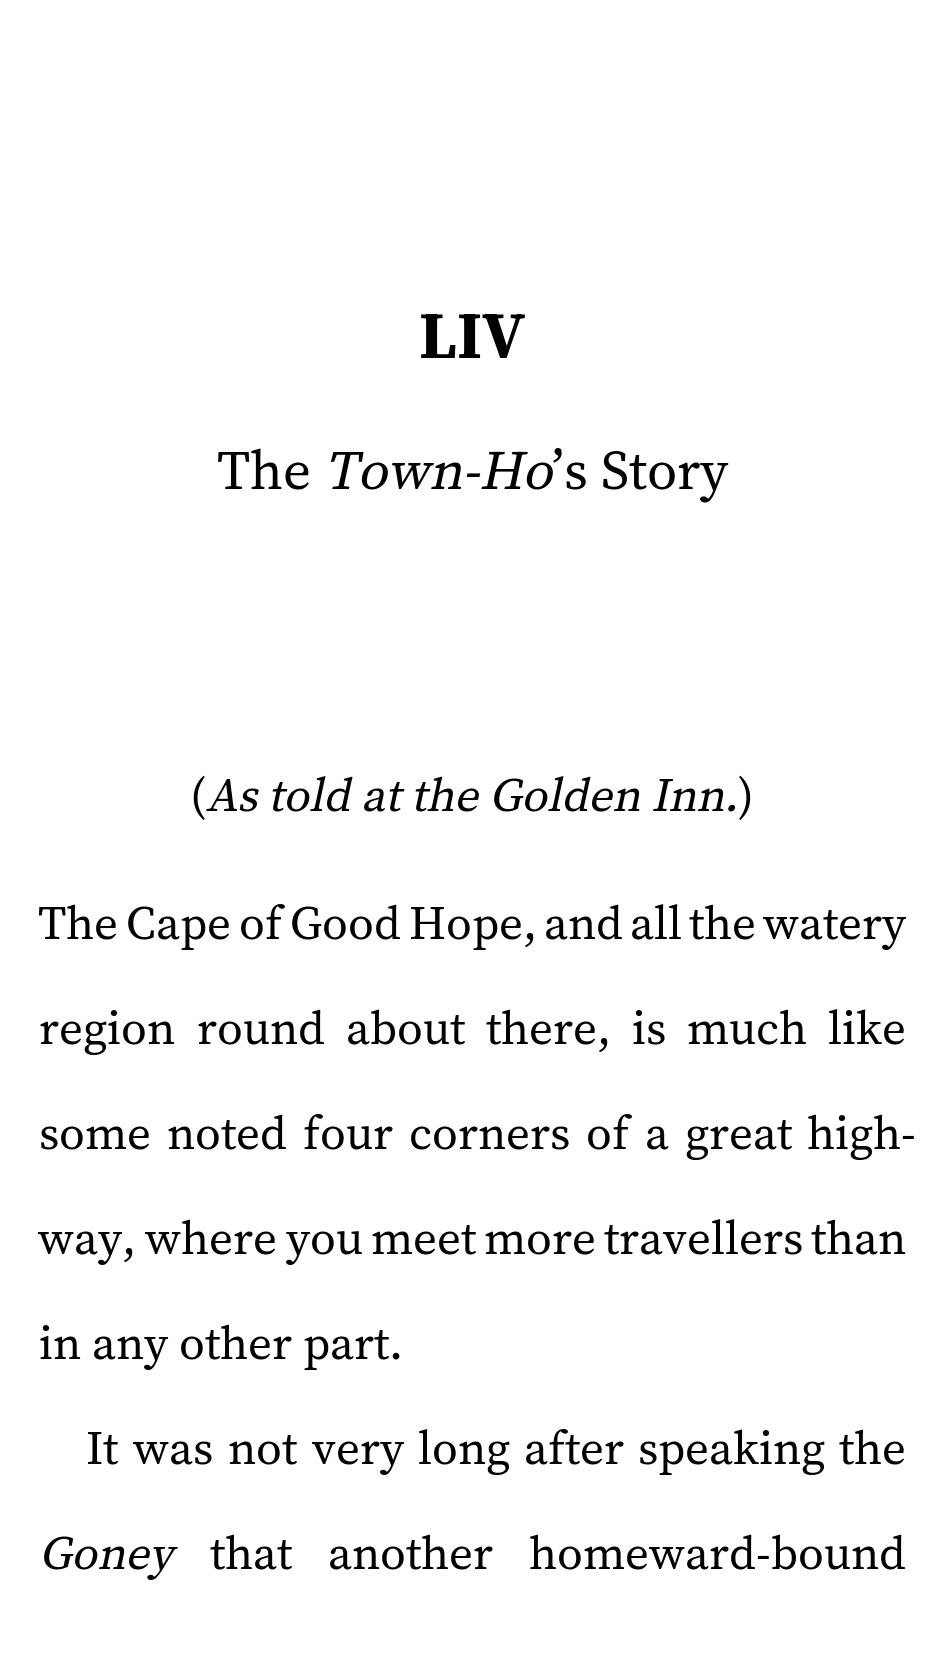 LIV
The Town-Ho’s Story
(As told at the Golden Inn.)
The Cape of Good Hope, and all the watery
region round about there, is much like
some noted four corners of a great high-
way, where you meet more travellers than
in any other part.
It was not very long after speaking the
Goney that another homeward-bound